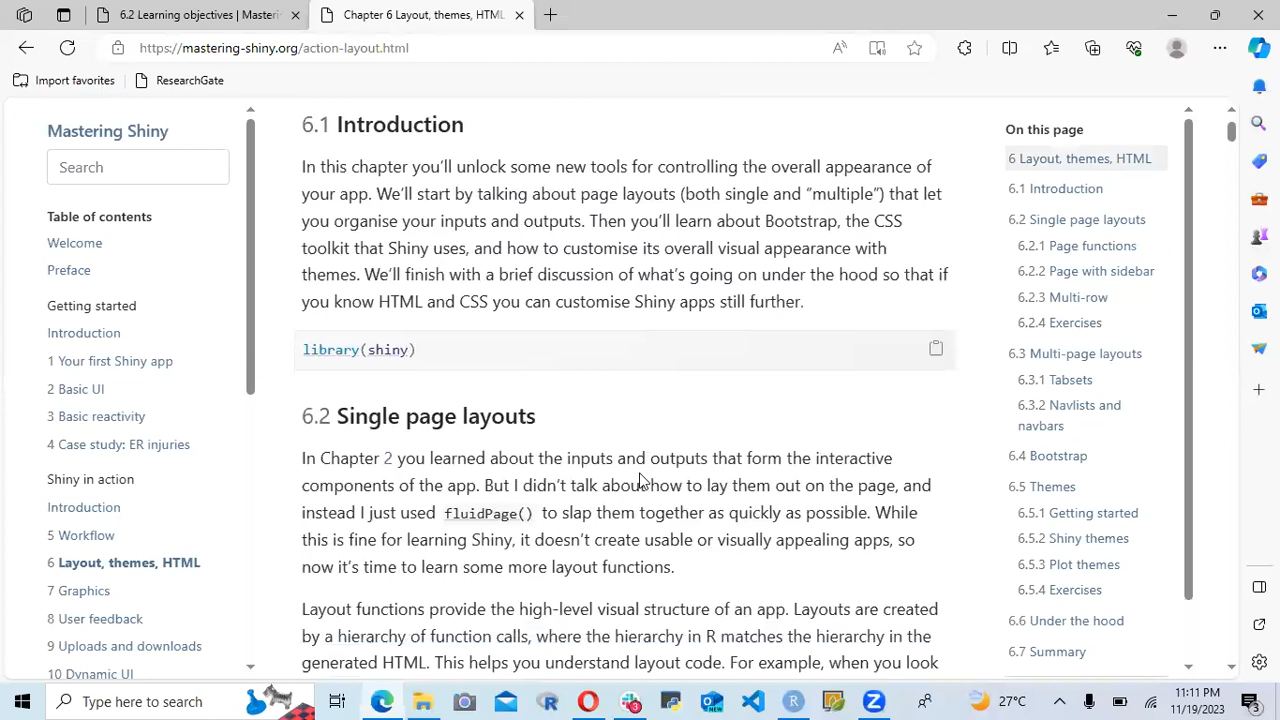 6.2 Learning objectives | Mastering
Chapter 6 Layout, themes, HTML
https://mastering-shiny.org/action-layout.html
Import favorites
ResearchGate
Mastering Shiny
Search
Table of contents
Welcome
Preface
Getting started
Introduction
1 Your first Shiny app
2 Basic UI
3 Basic reactivity
4 Case study: ER injuries
Shiny in action
Introduction
5 Workflow
6 Layout, themes, HTML
7 Graphics
8 User feedback
9 Uploads and downloads
10 Dynamic UI
6.1 Introduction
In this chapter you’ll unlock some new tools for controlling the overall appearance of
your app. We’ll start by talking about page layouts (both single and “multiple”) that let
you organise your inputs and outputs. Then you’ll learn about Bootstrap, the CSS
toolkit that Shiny uses, and how to customise its overall visual appearance with
themes. We’ll finish with a brief discussion of what’s going on under the hood so that if
you know HTML and CSS you can customise Shiny apps still further.
library(shiny)
6.2 Single page layouts
In Chapter 2 you learned about the inputs and outputs that form the interactive
components of the app. But I didn’t talk about how to lay them out on the page, and
instead I just used fluidPage() to slap them together as quickly as possible. While
this is fine for learning Shiny, it doesn’t create usable or visually appealing apps, so
now it’s time to learn some more layout functions.
Layout functions provide the high-level visual structure of an app. Layouts are created
by a hierarchy of function calls, where the hierarchy in R matches the hierarchy in the
generated HTML. This helps you understand layout code. For example, when you look
On this page
6 Layout, themes, HTML
6.1 Introduction
6.2 Single page layouts
6.2.1 Page functions
6.2.2 Page with sidebar
6.2.3 Multi-row
6.2.4 Exercises
6.3 Multi-page layouts
6.3.1 Tabsets
6.3.2 Navlists and
navbars
6.4 Bootstrap
6.5 Themes
6.5.1 Getting started
6.5.2 Shiny themes
6.5.3 Plot themes
6.5.4 Exercises
6.6 Under the hood
6.7 Summary
Type here to search
27°C
11:11 PM
11/19/2023